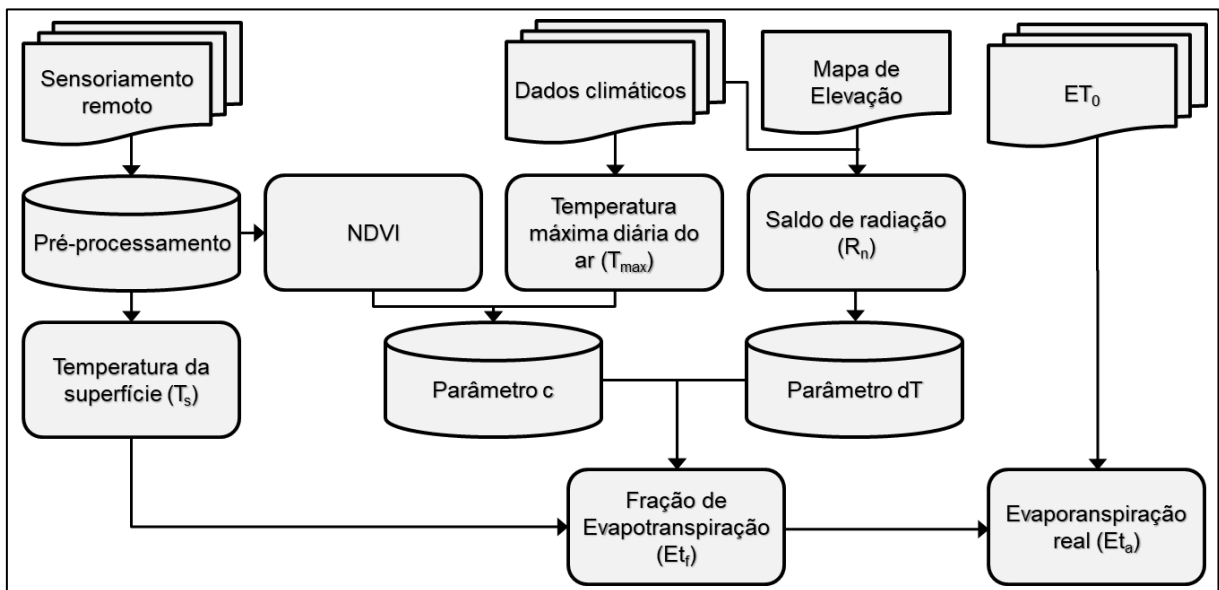 Sensoriamento
remoto
Dados climáticos
Mapa de
Elevação
ET₀
Pré-processamento
NDVI
Temperatura
máxima diária do
ar (Tₘₐₓ)
Saldo de radiação
(Rₙ)
Temperatura da
superfície (Tₛ)
Parâmetro c
Parâmetro dT
Fração de
Evapotranspiração
(Et_f)
Evaporanspiração
real (Etₐ)